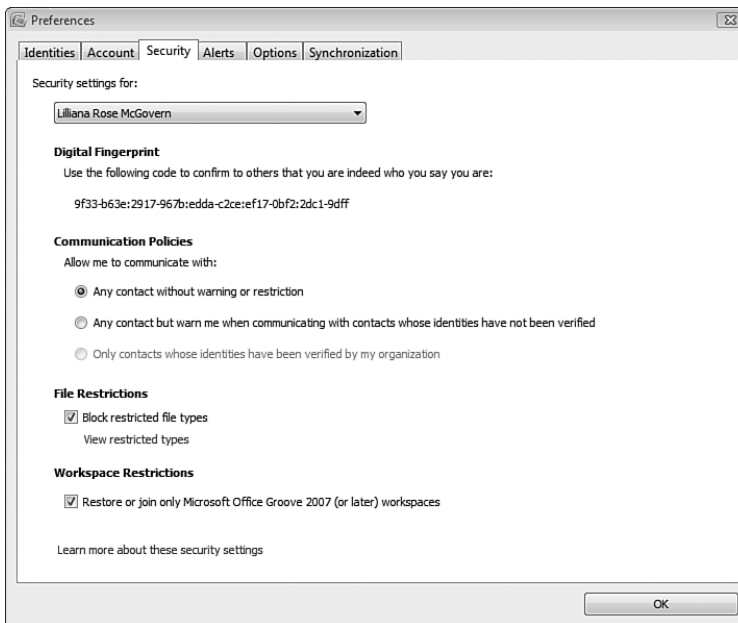 Preferences
Identities Account Security Alerts Options Synchronization
Security settings for:
Lilliana Rose McGovern
Digital Fingerprint
Use the following code to confirm to others that you are indeed who you say you are:
9f33-b63e:2917-967b:edda-c2ce:ef17-0bf2:2dc1-9dff
Communication Policies
Allow me to communicate with:
Any contact without warning or restriction
Any contact but warn me when communicating with contacts whose identities have not been verified
Only contacts whose identities have been verified by my organization
File Restrictions
Block restricted file types
View restricted types
Workspace Restrictions
Restore or join only Microsoft Office Groove 2007 (or later) workspaces
Learn more about these security settings
OK